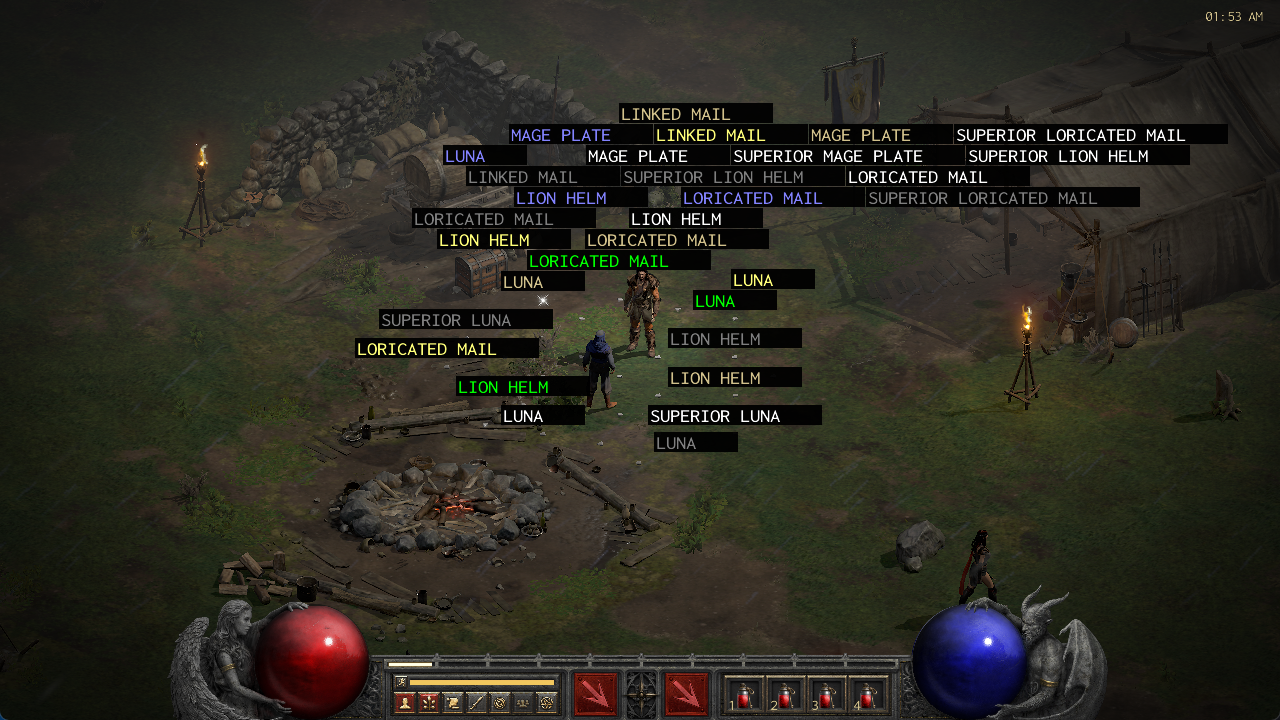 01:53 AM
LINKED MAIL
MAGE PLATE LINKED MAIL MAGE PLATE SUPERIOR LORICATED MAIL
LUNA MAGE PLATE SUPERIOR MAGE PLATE SUPERIOR LION HELM
LINKED MAIL SUPERIOR LION HELM LORICATED MAIL
LION HELM LORICATED MAIL SUPERIOR LORICATED MAIL
LORICATED MAIL LION HELM
LION HELM LORICATED MAIL
LORICATED MAIL
LUNA LUNA
LUNA
SUPERIOR LUNA
LION HELM
LORICATED MAIL
LION HELM
LION HELM
LUNA SUPERIOR LUNA
LUNA
1 2 3 4